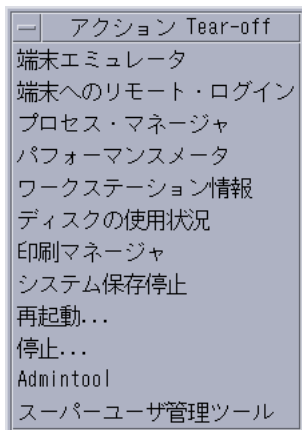 アクション Tear-off
端末エミュレータ
端末へのリモート・ログイン
プロセス・マネージャ
パフォーマンスメータ
ワークステーション情報
ディスクの使用状況
印刷マネージャ
システム保存停止
再起動...
停止...
Admintool
スーパーユーザ管理ツール